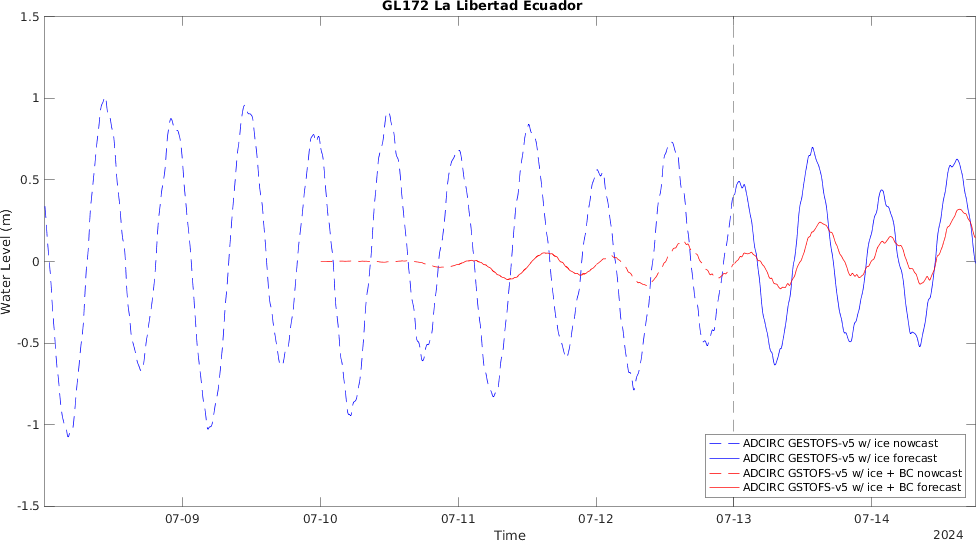 GL172 La Libertad Ecuador
1.5
1
0.5
0
-0.5
-1
-1.5
Water Level (m)
ADCIRC GESTOFS-v5 w/ ice nowcast
ADCIRC GESTOFS-v5 w/ ice forecast
ADCIRC GSTOFS-v5 w/ ice + BC nowcast
ADCIRC GSTOFS-v5 w/ ice + BC forecast
07-09 07-10 07-11 07-12 07-13 07-14
Time
2024